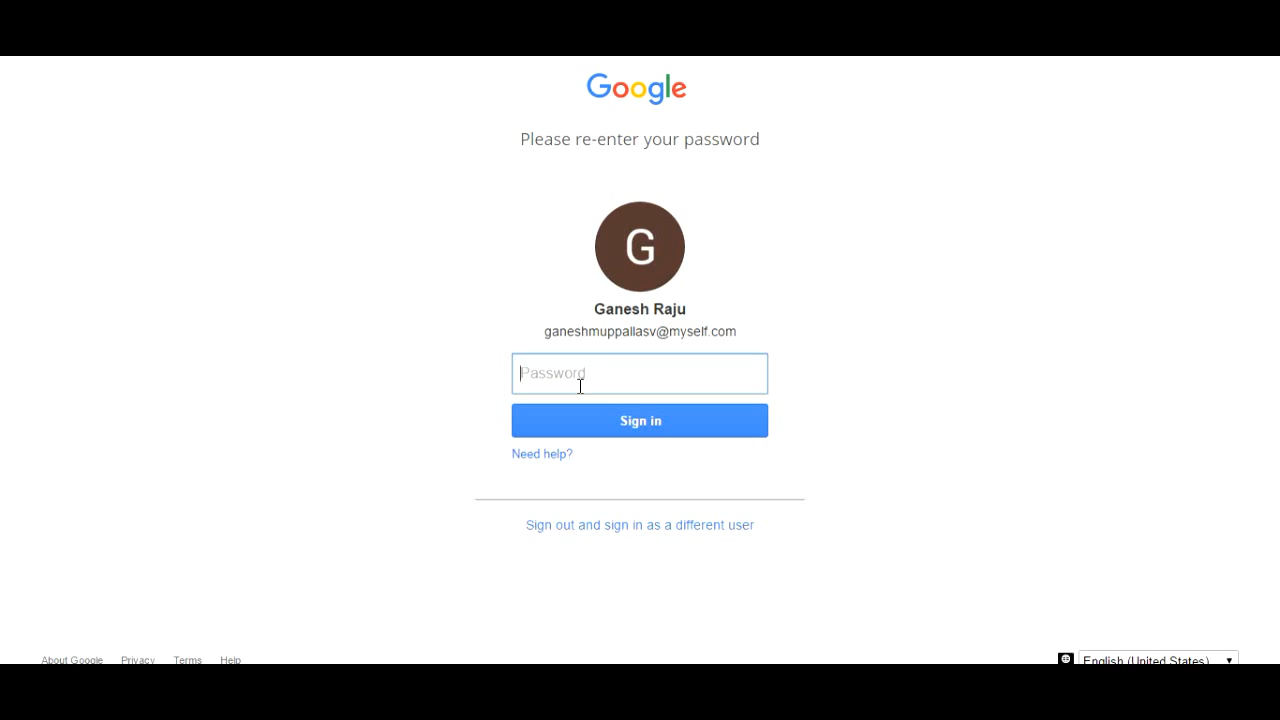 Google
Please re-enter your password
G
Ganesh Raju
ganeshmuppallasv@myself.com
Password
Sign in
Need help?
Sign out and sign in as a different user
About Google Privacy Terms Help English (United States)